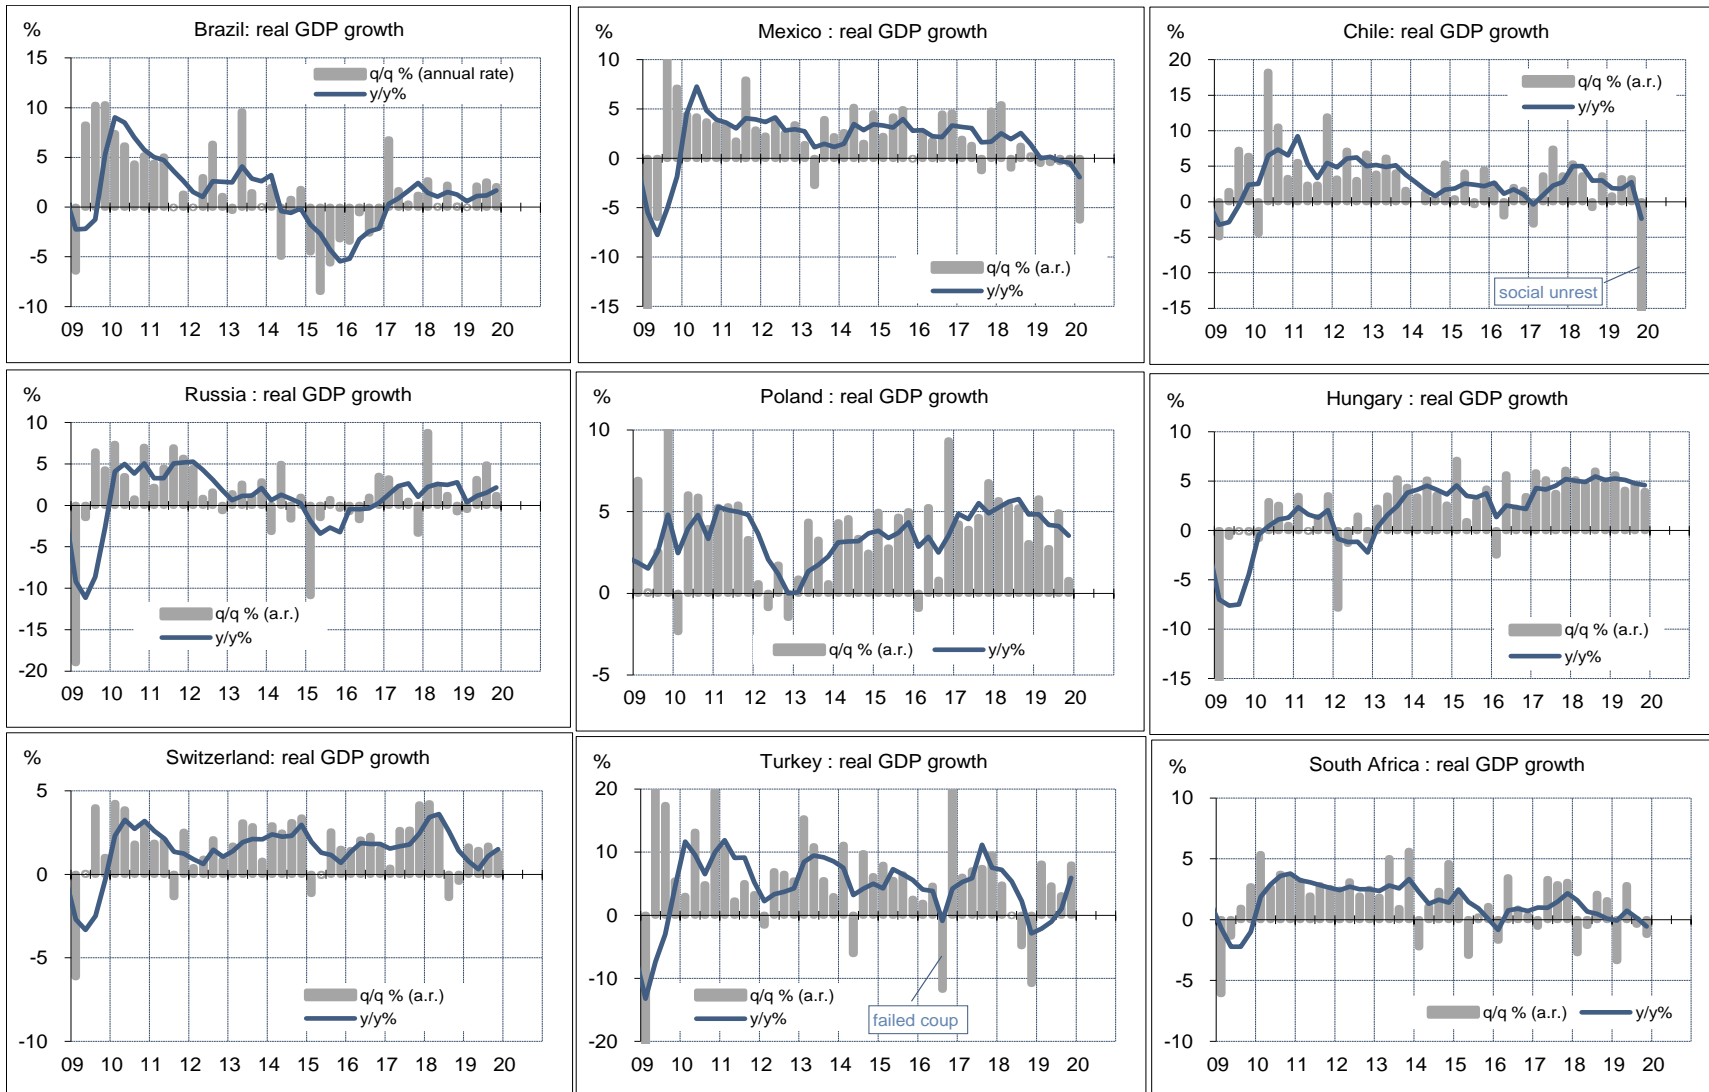 Brazil: real GDP growth
%
15
10
5
0
-5
-10
q/q % (annual rate)
y/y%
09 10 11 12 13 14 15 16 17 18 19 20
Mexico : real GDP growth
%
10
5
0
-5
-10
-15
q/q % (a.r.)
y/y%
09 10 11 12 13 14 15 16 17 18 19 20
Chile: real GDP growth
%
20
15
10
5
0
-5
-10
-15
q/q % (a.r.)
y/y%
social unrest
09 10 11 12 13 14 15 16 17 18 19 20
Russia : real GDP growth
%
10
5
0
-5
-10
-15
-20
q/q % (a.r.)
y/y%
09 10 11 12 13 14 15 16 17 18 19 20
Poland : real GDP growth
%
10
5
0
-5
q/q % (a.r.) y/y%
09 10 11 12 13 14 15 16 17 18 19 20
Hungary : real GDP growth
%
10
5
0
-5
-10
-15
q/q % (a.r.)
y/y%
09 10 11 12 13 14 15 16 17 18 19 20
Switzerland: real GDP growth
%
5
0
-5
-10
q/q % (a.r.)
y/y%
09 10 11 12 13 14 15 16 17 18 19 20
Turkey : real GDP growth
%
20
10
0
-10
-20
q/q % (a.r.)
y/y%
failed coup
09 10 11 12 13 14 15 16 17 18 19 20
South Africa : real GDP growth
%
10
5
0
-5
-10
q/q % (a.r.) y/y%
09 10 11 12 13 14 15 16 17 18 19 20